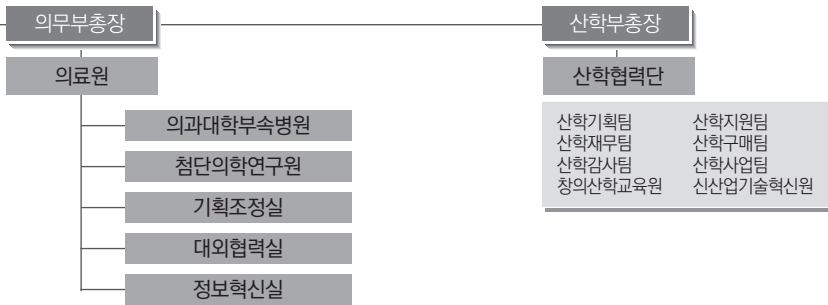 의무부총장
산학부총장
의료원
산학협력단
의과대학부속병원
첨단의학연구원
기획조정실
대외협력실
정보혁신실
산학기획팀 산학지원팀
산학재무팀 산학구매팀
산학감사팀 산학사업팀
창의산학교육원 신산업기술혁신원